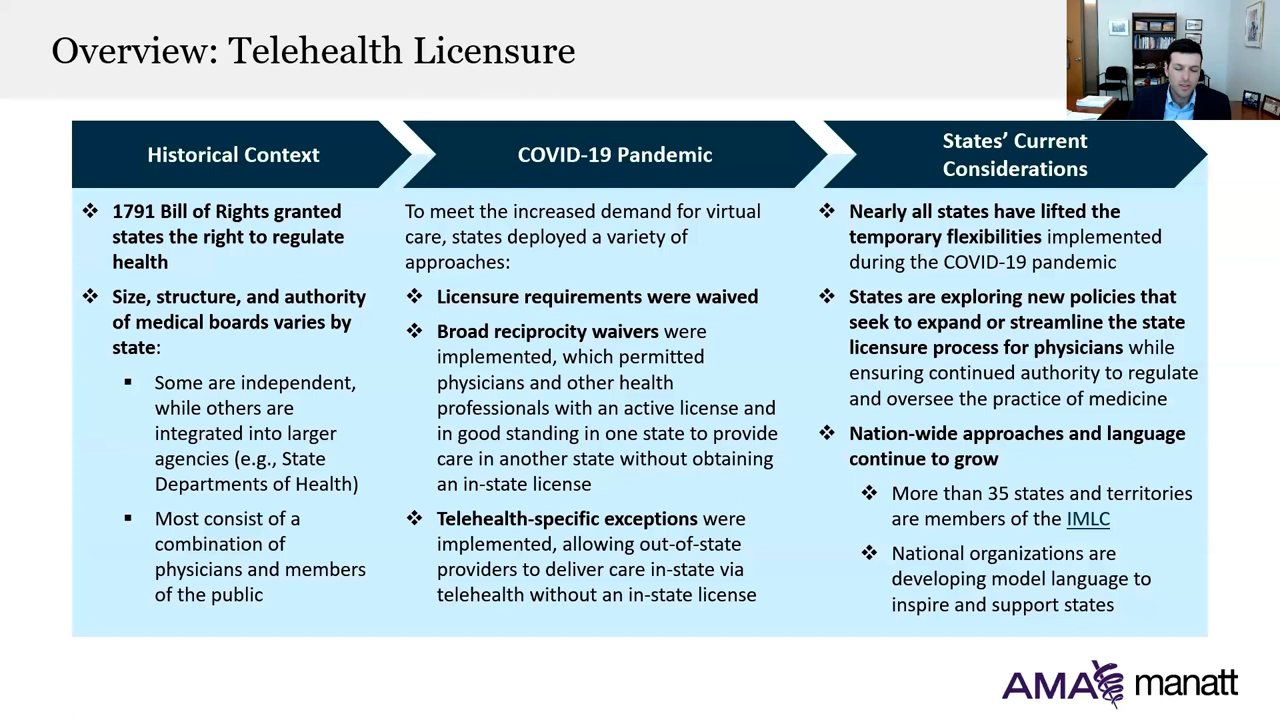 Overview: Telehealth Licensure
Historical Context
❖ 1791 Bill of Rights granted
states the right to regulate
health
❖ Size, structure, and authority
of medical boards varies by
state:
▪ Some are independent,
while others are
integrated into larger
agencies (e.g., State
Departments of Health)
▪ Most consist of a
combination of
physicians and members
of the public
COVID-19 Pandemic
To meet the increased demand for virtual
care, states deployed a variety of
approaches:
❖ Licensure requirements were waived
❖ Broad reciprocity waivers were
implemented, which permitted
physicians and other health
professionals with an active license and
in good standing in one state to provide
care in another state without obtaining
an in-state license
❖ Telehealth-specific exceptions were
implemented, allowing out-of-state
providers to deliver care in-state via
telehealth without an in-state license
States’ Current
Considerations
❖ Nearly all states have lifted the
temporary flexibilities implemented
during the COVID-19 pandemic
❖ States are exploring new policies that
seek to expand or streamline the state
licensure process for physicians while
ensuring continued authority to regulate
and oversee the practice of medicine
❖ Nation-wide approaches and language
continue to grow
❖ More than 35 states and territories
are members of the IMLC
❖ National organizations are
developing model language to
inspire and support states
AMA manatt